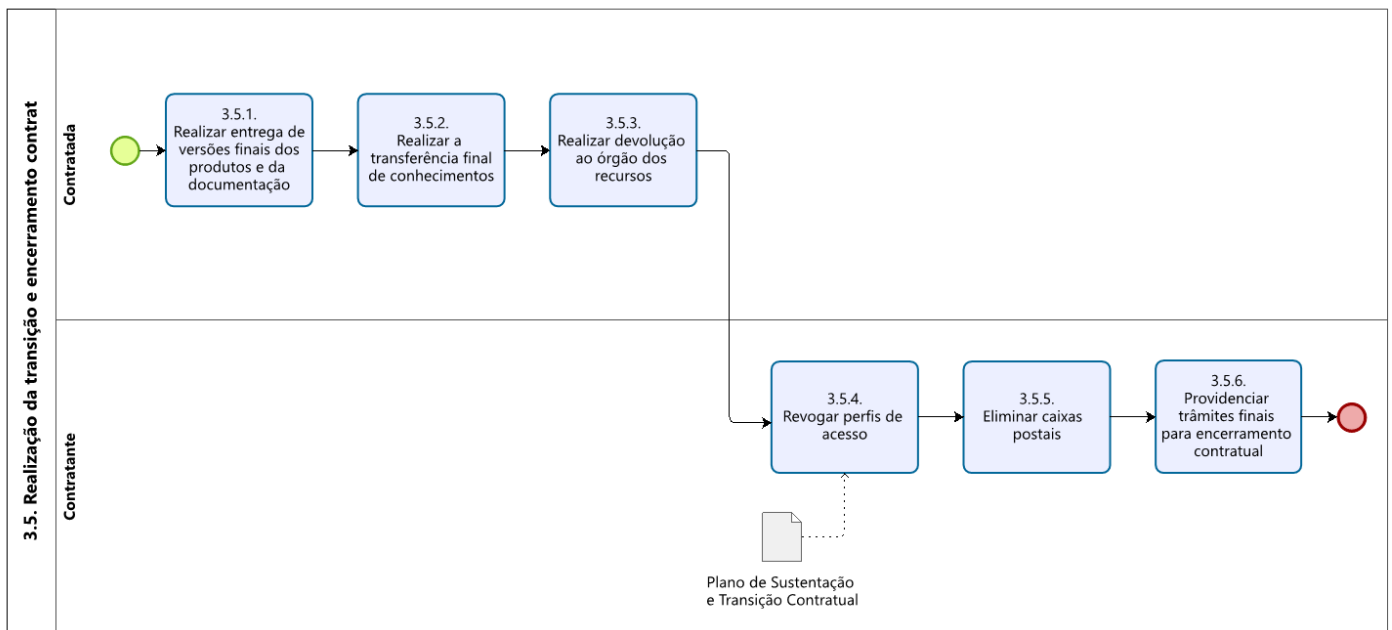 3.5. Realização da transição e encerramento contrat
Contratada
3.5.1.
Realizar entrega de
versões finais dos
produtos e da
documentação
3.5.2.
Realizar a
transferência final
de conhecimentos
3.5.3.
Realizar devolução
ao órgão dos
recursos
Contratante
3.5.4.
Revogar perfis de
acesso
3.5.5.
Eliminar caixas
postais
3.5.6.
Providenciar
trâmites finais
para encerramento
contratual
Plano de Sustentação
e Transição Contratual